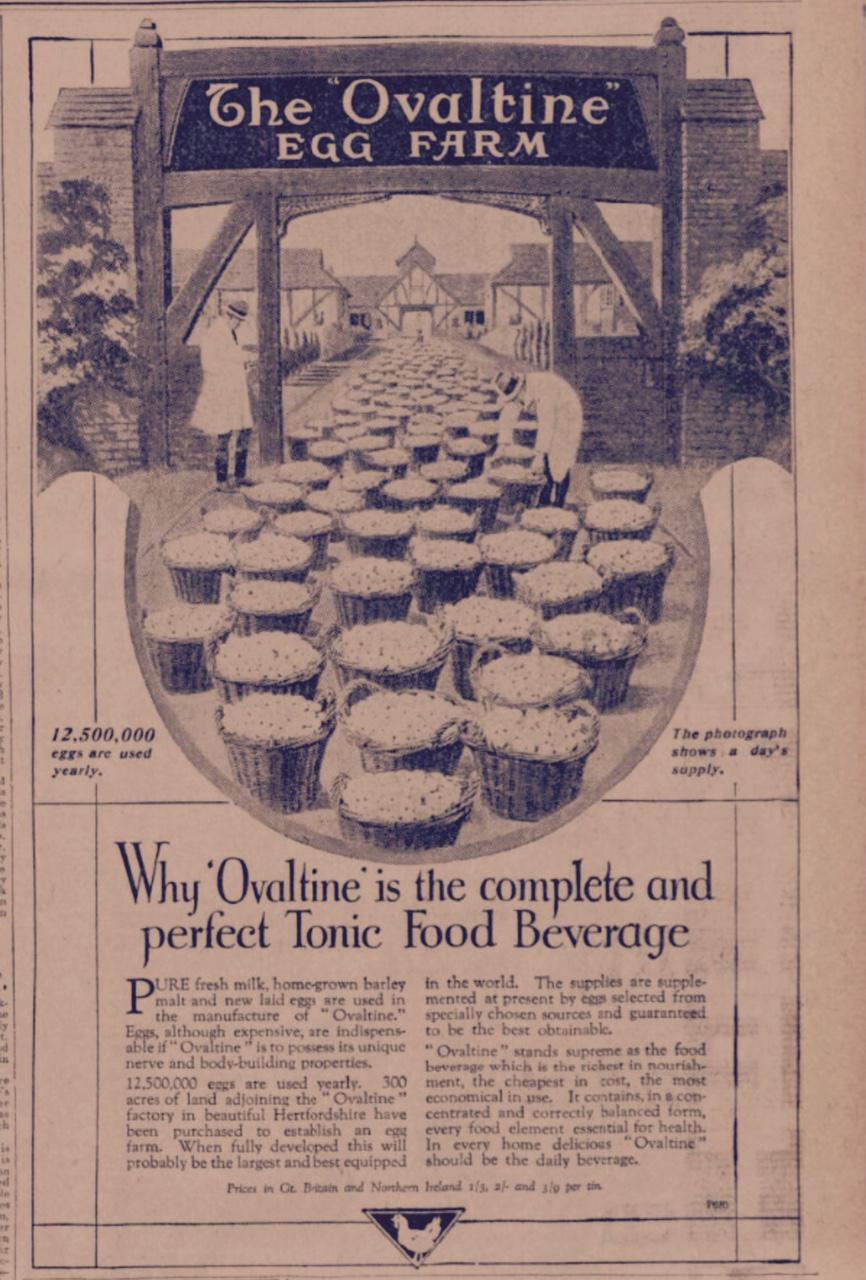 The "Ovaltine"
EGG FARM
12,500,000
eggs are used
yearly.
The photograph
shows a day's
supply.
Why 'Ovaltine' is the complete and
perfect Tonic Food Beverage
PURE fresh milk, home-grown barley
malt and new laid eggs are used in
the manufacture of "Ovaltine."
Eggs, although expensive, are indispens-
able if "Ovaltine" is to possess its unique
nerve and body-building properties.
12,500,000 eggs are used yearly. 300
acres of land adjoining the "Ovaltine"
factory in beautiful Hertfordshire have
been purchased to establish an egg
farm. When fully developed this will
probably be the largest and best equipped
in the world. The supplies are supple-
mented at present by eggs selected from
specially chosen sources and guaranteed
to be the best obtainable.
"Ovaltine" stands supreme as the food
beverage which is the richest in nourish-
ment, the cheapest in cost, the most
economical in use. It contains, in a con-
centrated and correctly balanced form,
every food element essential for health.
In every home delicious "Ovaltine"
should be the daily beverage.
Prices in Gt. Britain and Northern Ireland 1/3, 2/- and 3/9 per tin.